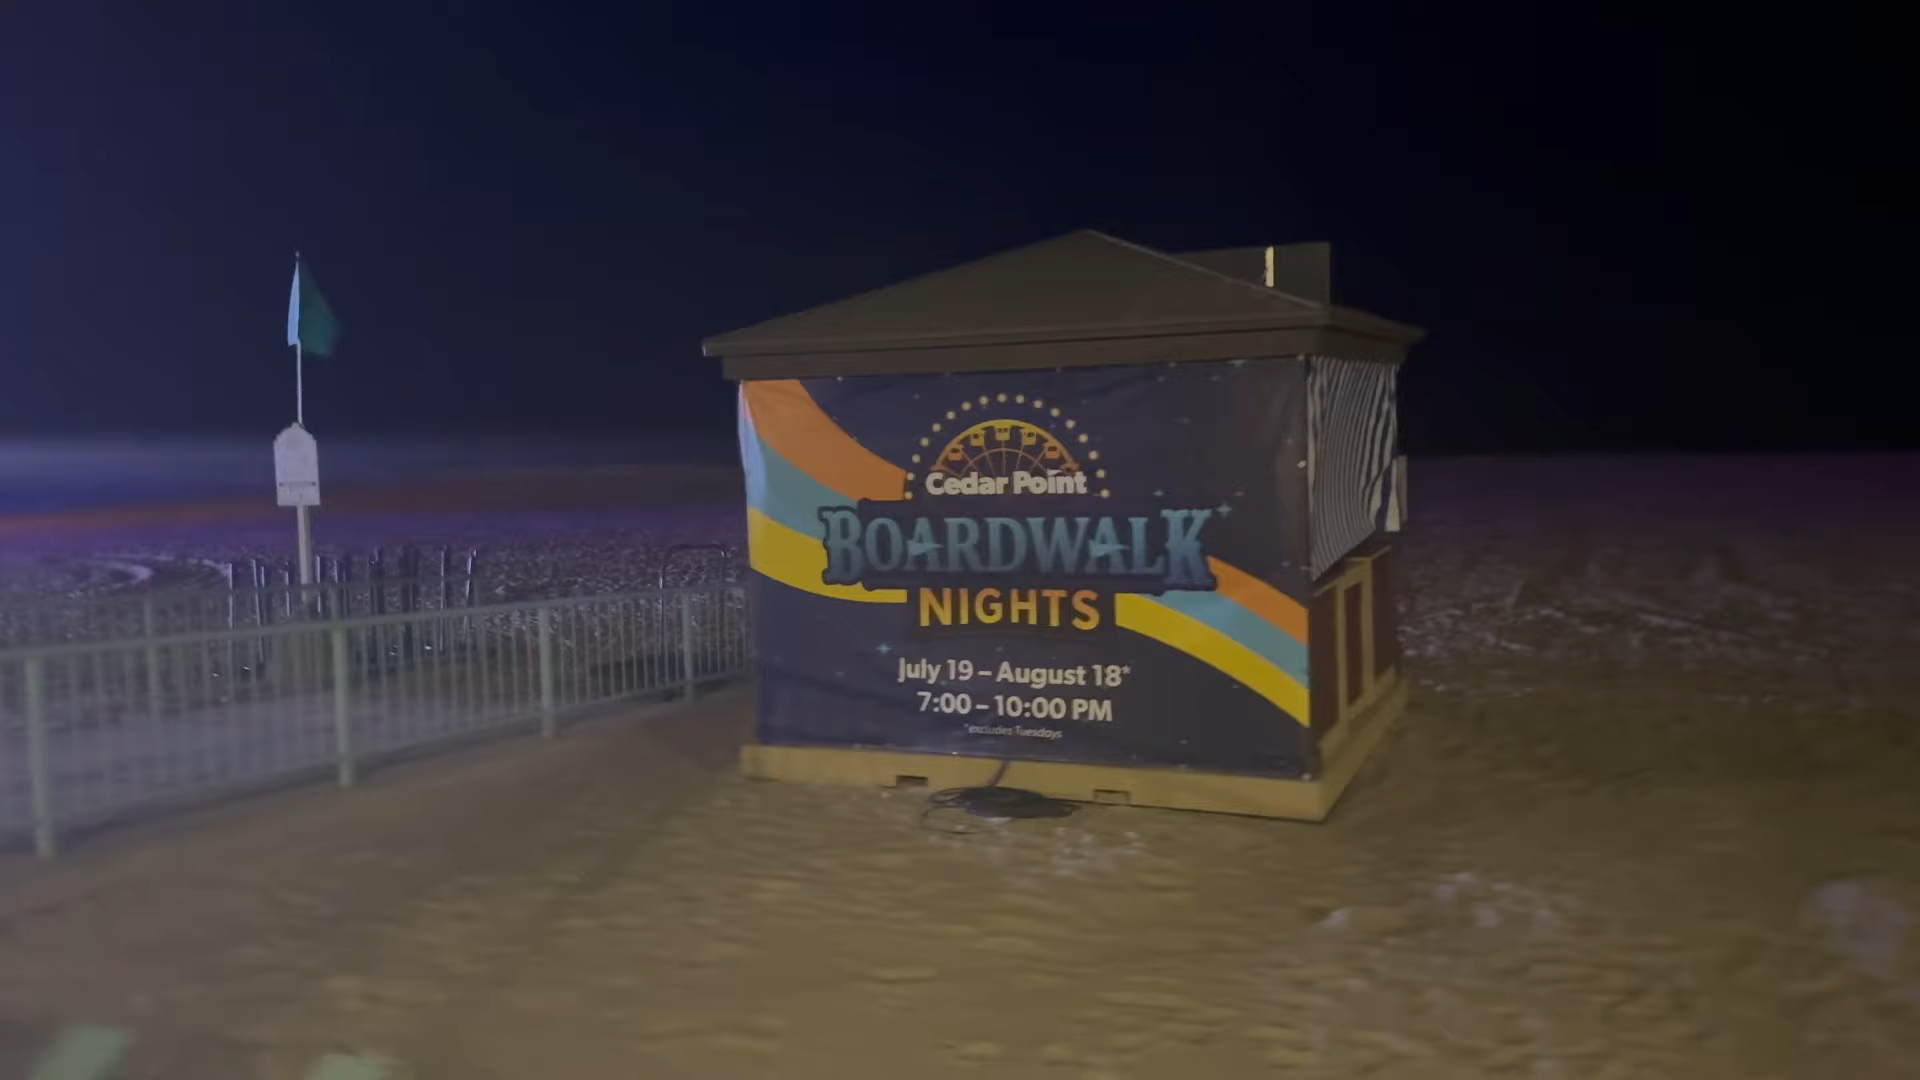 Cedar Point
BOARDWALK
NIGHTS
July 19 – August 18*
7:00 – 10:00 PM
*excludes Tuesdays